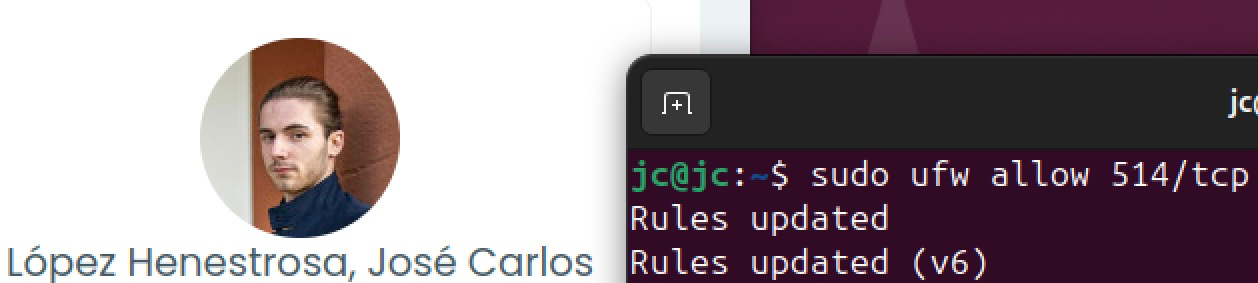 López Henestrosa, José Carlos
jc@
jc@jc:~$ sudo ufw allow 514/tcp
Rules updated
Rules updated (v6)